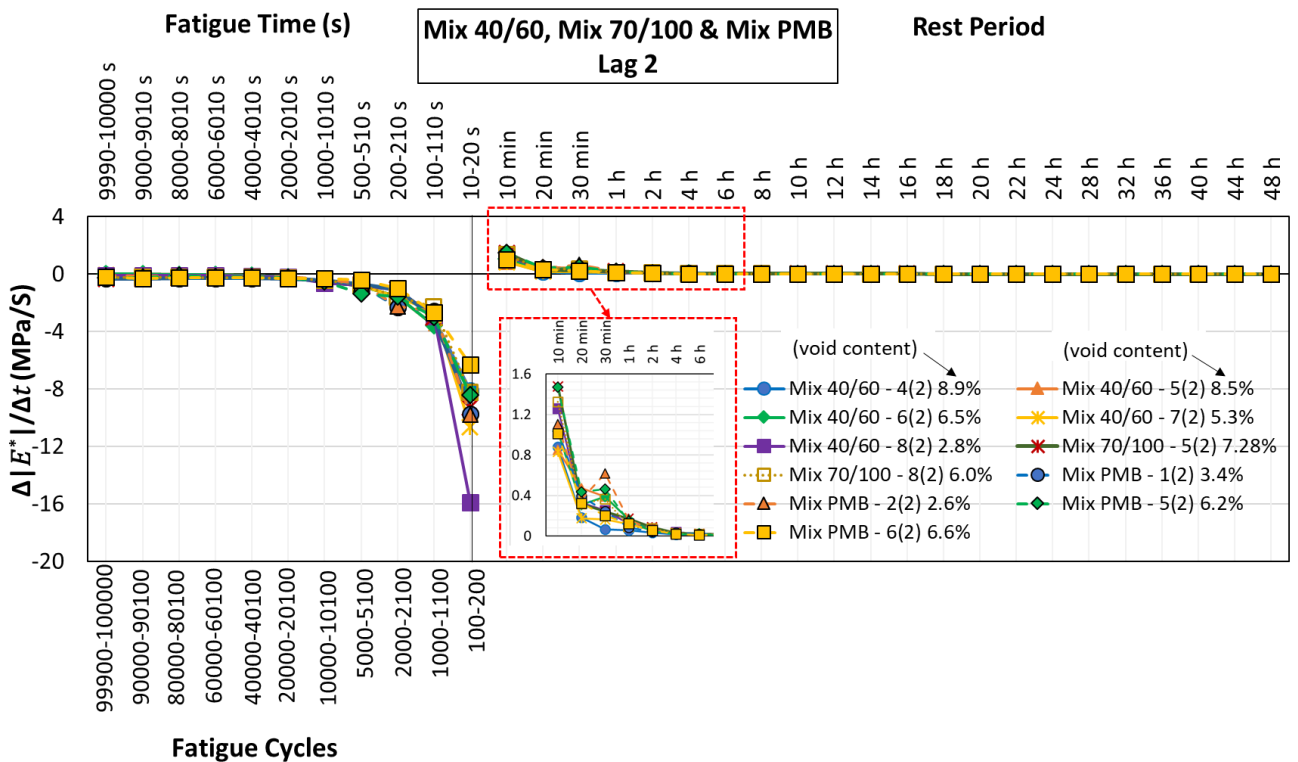 Fatigue Time (s)
Mix 40/60, Mix 70/100 & Mix PMB
Lag 2
Rest Period
9990-10000 s
9000-9010 s
8000-8010 s
6000-6010 s
4000-4010 s
2000-2010 s
1000-1010 s
500-510 s
200-210 s
100-110 s
10-20 s
10 min
20 min
30 min
1 h
2 h
4 h
6 h
8 h
10 h
12 h
14 h
16 h
18 h
20 h
22 h
24 h
28 h
32 h
36 h
40 h
44 h
48 h
4
0
-4
-8
-12
-16
-20
Δ|E*|/Δt (MPa/S)
10 min
20 min
30 min
1 h
2 h
4 h
6 h
1.6
1.2
0.8
0.4
0
(void content)
(void content)
Mix 40/60 - 4(2) 8.9%
Mix 40/60 - 5(2) 8.5%
Mix 40/60 - 6(2) 6.5%
Mix 40/60 - 7(2) 5.3%
Mix 40/60 - 8(2) 2.8%
Mix 70/100 - 5(2) 7.28%
Mix 70/100 - 8(2) 6.0%
Mix PMB - 1(2) 3.4%
Mix PMB - 2(2) 2.6%
Mix PMB - 5(2) 6.2%
Mix PMB - 6(2) 6.6%
99900-100000
90000-90100
80000-80100
60000-60100
40000-40100
20000-20100
10000-10100
5000-5100
2000-2100
1000-1100
100-200
Fatigue Cycles